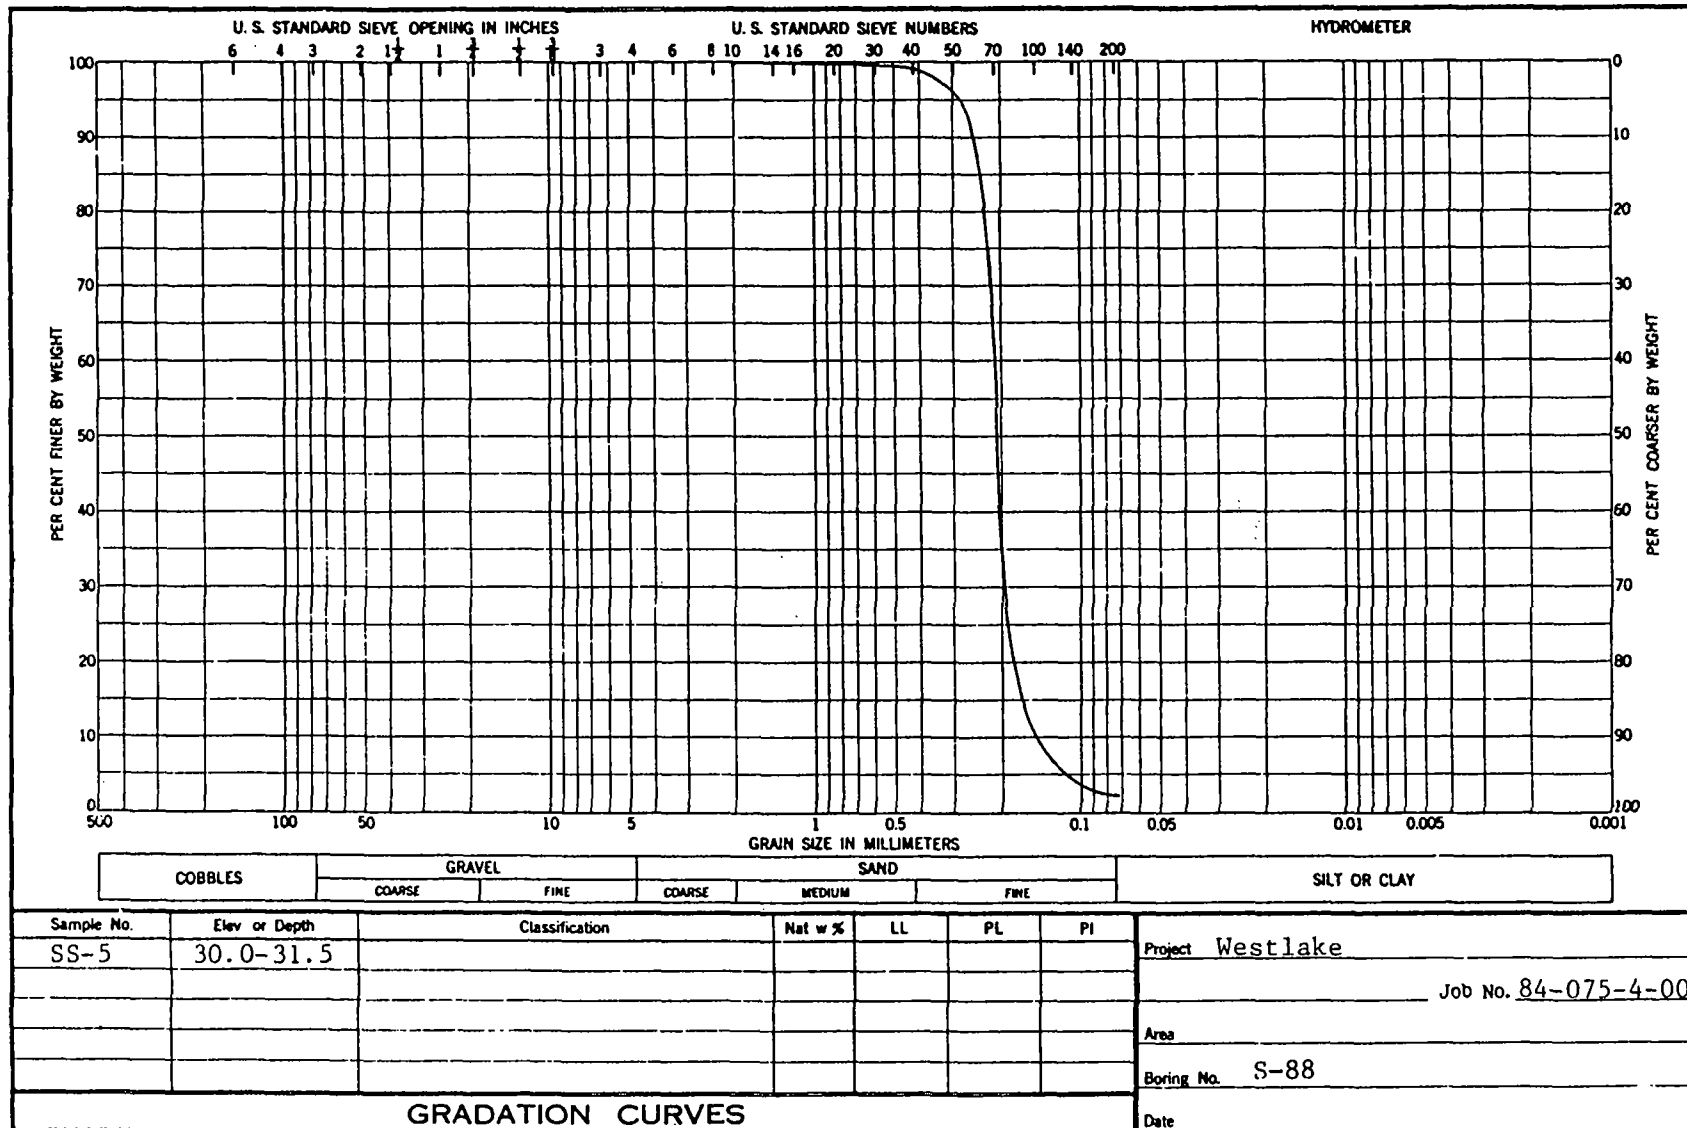 U. S. STANDARD SIEVE OPENING IN INCHES U. S. STANDARD SIEVE NUMBERS HYDROMETER
6 4 3 2 1½ 1 ¾ ½ ⅜ 3 4 6 8 10 14 16 20 30 40 50 70 100 140 200
100 0
90 10
80 20
70 30
60 40
50 50
40 60
30 70
20 80
10 90
0 100
PER CENT FINER BY WEIGHT
PER CENT COARSER BY WEIGHT
500 100 50 10 5 1 0.5 0.1 0.05 0.01 0.005 0.001
GRAIN SIZE IN MILLIMETERS
COBBLES GRAVEL SAND SILT OR CLAY
COARSE FINE COARSE MEDIUM FINE
Sample No. Elev or Depth Classification Nat w % LL PL PI
SS-5 30.0-31.5
Project Westlake
Job No. 84-075-4-00
Area
Boring No. S-88
Date
GRADATION CURVES